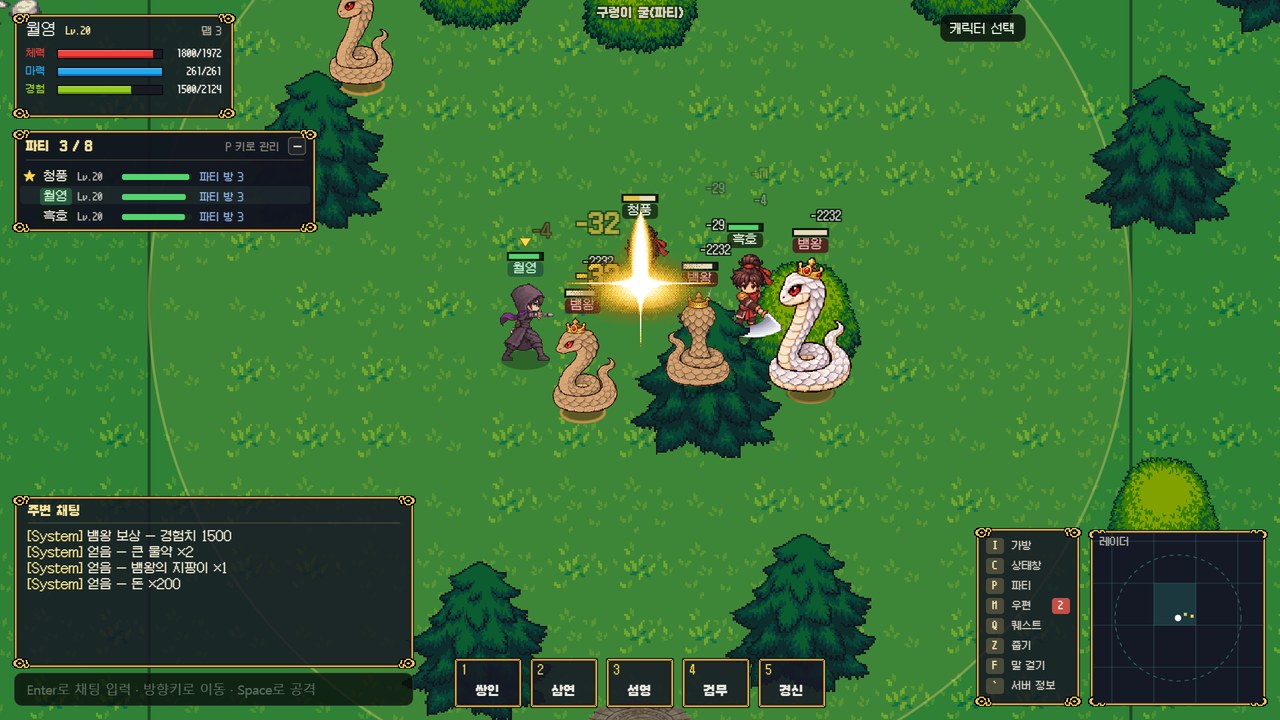 구렁이 굴(파티)
캐릭터 선택
월영 Lv.20 맵 3
체력 1800/1972
마력 261/261
경험 1500/2124
파티 3 / 8 P 키로 관리
청풍 Lv.20 파티 방 3
월영 Lv.20 파티 방 3
흑호 Lv.20 파티 방 3
-11
-29
-4
청풍
-32
-4
-29
-2232
흑호
뱀왕
-2232
월영
-2232
뱀왕
뱀왕
주변 채팅
[System] 뱀왕 보상 – 경험치 1500
[System] 얻음 – 큰 물약 ×2
[System] 얻음 – 뱀왕의 지팡이 ×1
[System] 얻음 – 돈 ×200
Enter로 채팅 입력 · 방향키로 이동 · Space로 공격
1 쌍인
2 삼연
3 섬영
4 검무
5 경신
I 가방
C 상태창
P 파티
M 우편 2
Q 퀘스트
Z 줍기
F 말 걸기
` 서버 정보
레이더